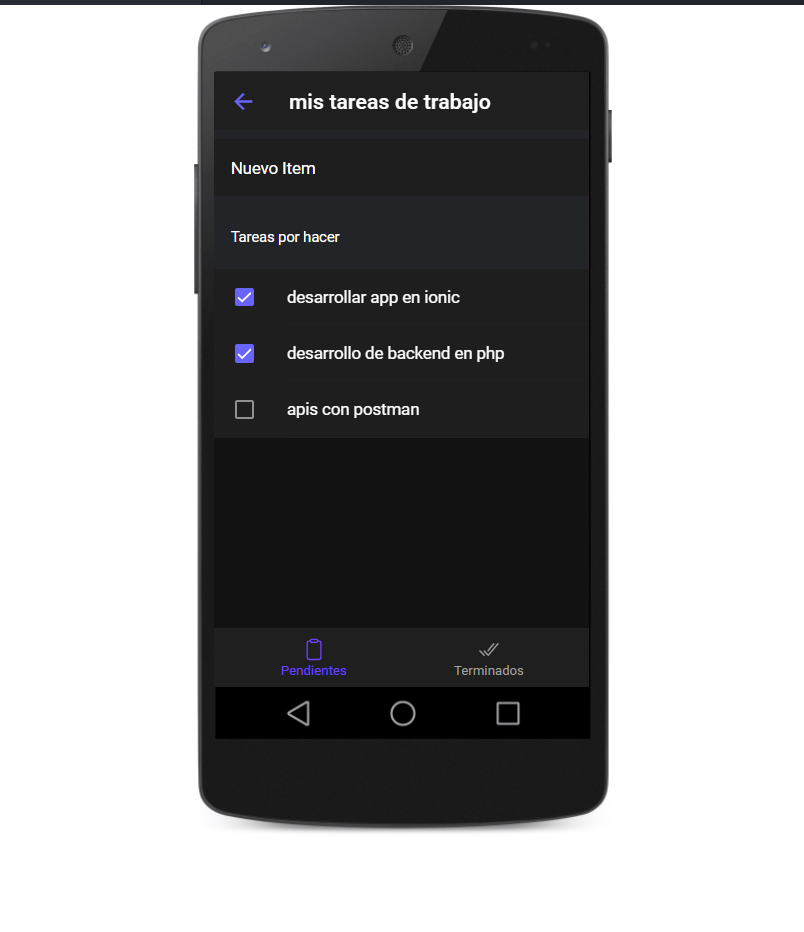 mis tareas de trabajo
Nuevo Item
Tareas por hacer
desarrollar app en ionic
desarrollo de backend en php
apis con postman
Pendientes
Terminados